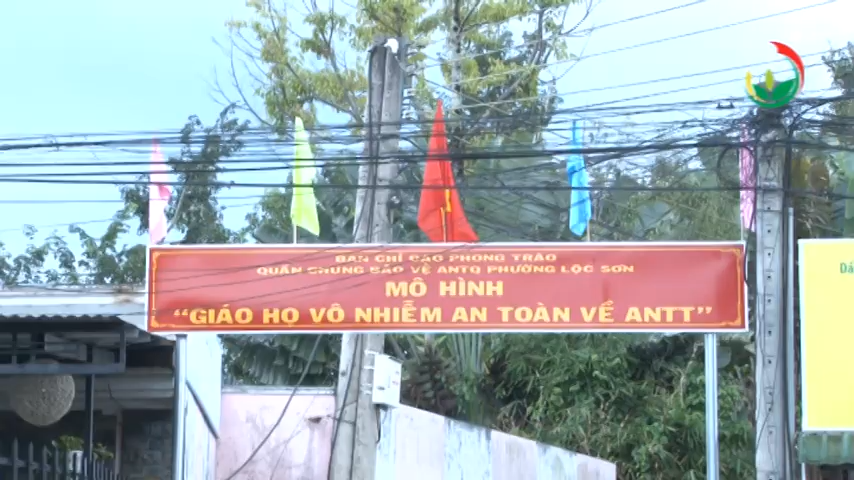 BAN CHỈ ĐẠO PHONG TRÀO
QUẦN CHÚNG BẢO VỆ ANTQ PHƯỜNG LỘC SƠN
MÔ HÌNH
“GIÁO HỌ VÔ NHIỄM AN TOÀN VỀ ANTT”